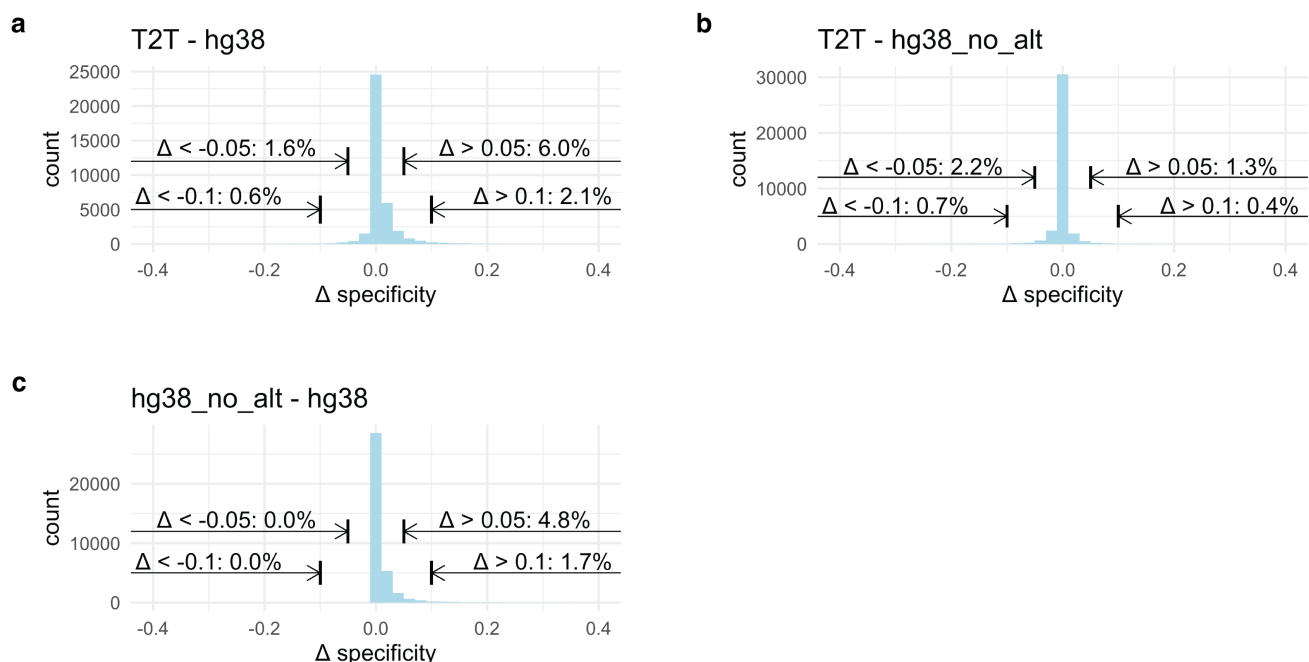 a
T2T - hg38
25000
20000
15000
10000
5000
0
count
Δ < -0.05: 1.6%
Δ > 0.05: 6.0%
Δ < -0.1: 0.6%
Δ > 0.1: 2.1%
-0.4 -0.2 0.0 0.2 0.4
Δ specificity
b
T2T - hg38_no_alt
30000
20000
10000
0
count
Δ < -0.05: 2.2%
Δ > 0.05: 1.3%
Δ < -0.1: 0.7%
Δ > 0.1: 0.4%
-0.4 -0.2 0.0 0.2 0.4
Δ specificity
c
hg38_no_alt - hg38
20000
10000
0
count
Δ < -0.05: 0.0%
Δ > 0.05: 4.8%
Δ < -0.1: 0.0%
Δ > 0.1: 1.7%
-0.4 -0.2 0.0 0.2 0.4
Δ specificity